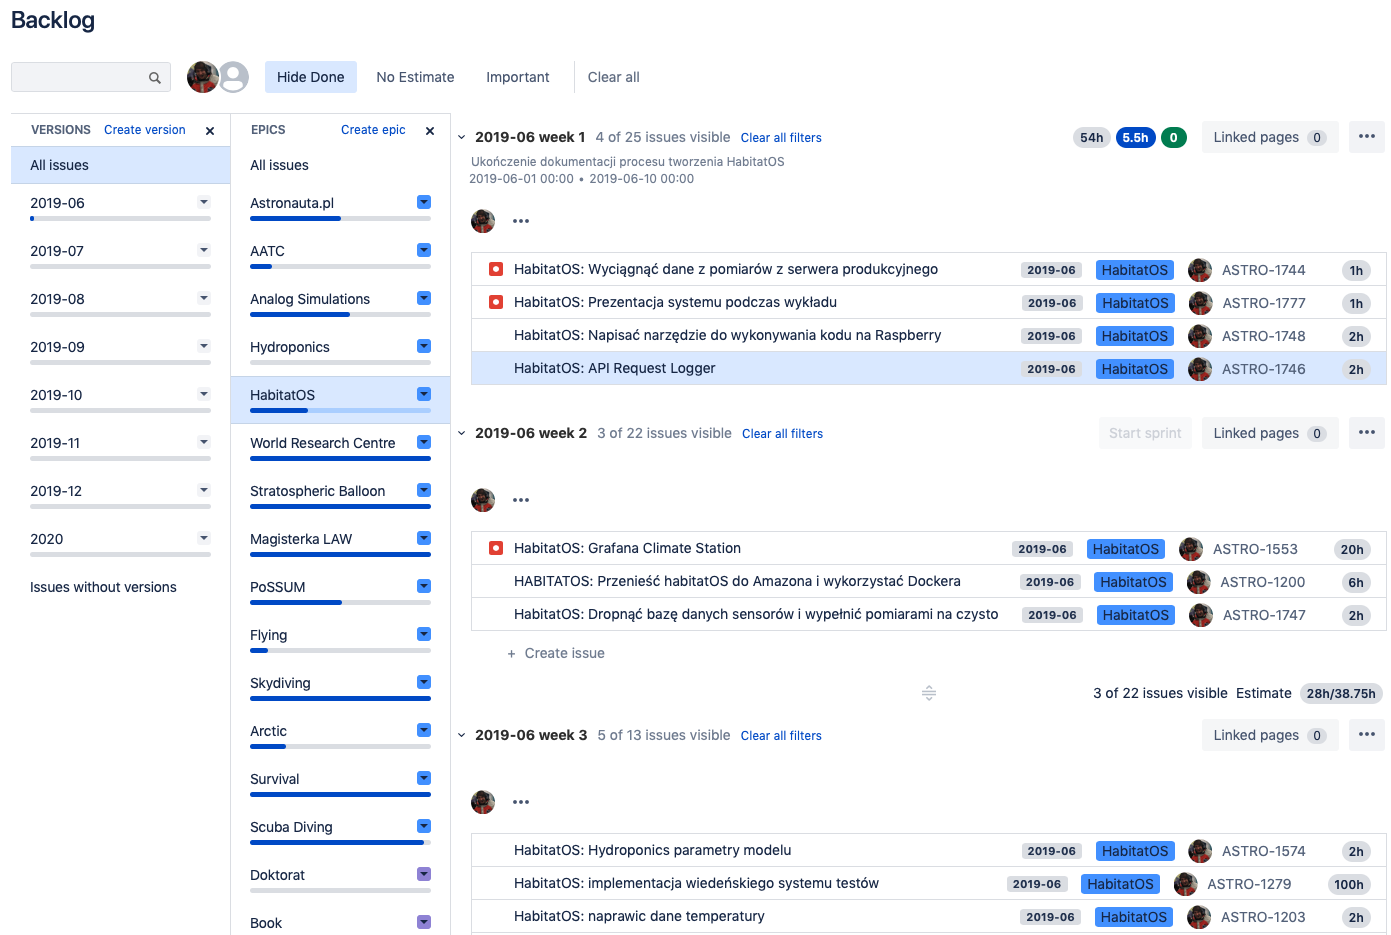 Backlog
Hide Done No Estimate Important Clear all
VERSIONS Create version ×
All issues
2019-06
2019-07
2019-08
2019-09
2019-10
2019-11
2019-12
2020
Issues without versions
EPICS Create epic ×
All issues
Astronauta.pl
AATC
Analog Simulations
Hydroponics
HabitatOS
World Research Centre
Stratospheric Balloon
Magisterka LAW
PoSSUM
Flying
Skydiving
Arctic
Survival
Scuba Diving
Doktorat
Book
2019-06 week 1 4 of 25 issues visible Clear all filters 54h 5.5h 0 Linked pages 0 •••
Ukończenie dokumentacji procesu tworzenia HabitatOS
2019-06-01 00:00 • 2019-06-10 00:00
•••
HabitatOS: Wyciągnąć dane z pomiarów z serwera produkcyjnego 2019-06 HabitatOS ASTRO-1744 1h
HabitatOS: Prezentacja systemu podczas wykładu 2019-06 HabitatOS ASTRO-1777 1h
HabitatOS: Napisać narzędzie do wykonywania kodu na Raspberry 2019-06 HabitatOS ASTRO-1748 2h
HabitatOS: API Request Logger 2019-06 HabitatOS ASTRO-1746 2h
2019-06 week 2 3 of 22 issues visible Clear all filters Start sprint Linked pages 0 •••
•••
HabitatOS: Grafana Climate Station 2019-06 HabitatOS ASTRO-1553 20h
HABITATOS: Przenieść habitatOS do Amazona i wykorzystać Dockera 2019-06 HabitatOS ASTRO-1200 6h
HabitatOS: Dropnąć bazę danych sensorów i wypełnić pomiarami na czysto 2019-06 HabitatOS ASTRO-1747 2h
+ Create issue
3 of 22 issues visible Estimate 28h/38.75h
2019-06 week 3 5 of 13 issues visible Clear all filters Linked pages 0 •••
•••
HabitatOS: Hydroponics parametry modelu 2019-06 HabitatOS ASTRO-1574 2h
HabitatOS: implementacja wiedeńskiego systemu testów 2019-06 HabitatOS ASTRO-1279 100h
HabitatOS: naprawic dane temperatury 2019-06 HabitatOS ASTRO-1203 2h